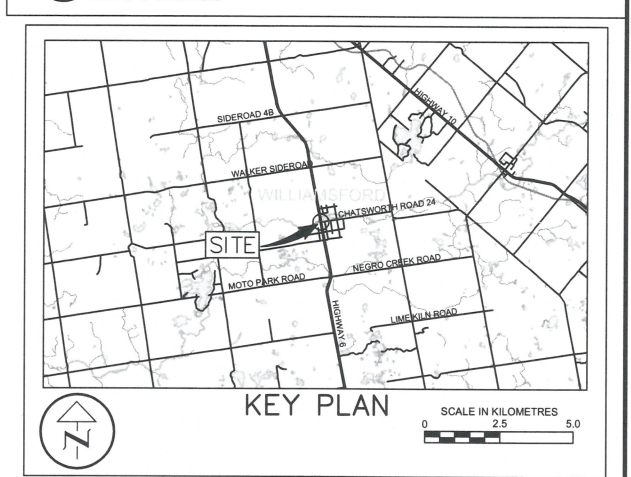 HIGHWAY 10
SIDEROAD 4B
WALKER SIDEROAD
WILLIAMSFORD
CHATSWORTH ROAD 24
SITE
NEGRO CREEK ROAD
MOTO PARK ROAD
HIGHWAY 6
LIME KILN ROAD
KEY PLAN
N
SCALE IN KILOMETRES
0 2.5 5.0